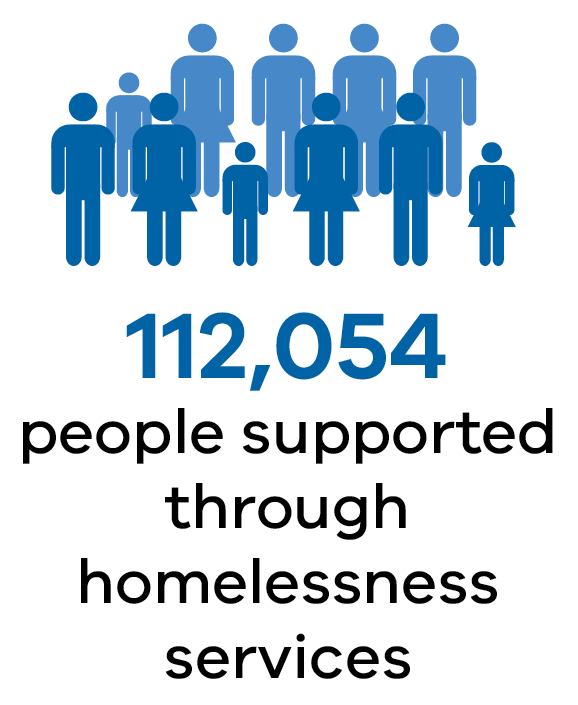 112,054
people supported
through
homelessness
services